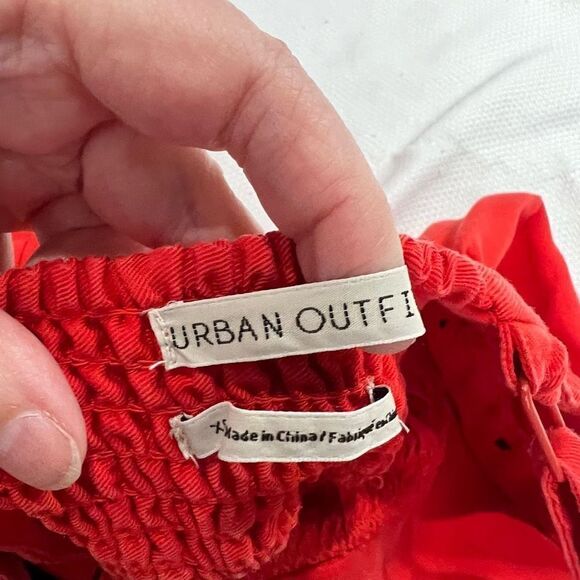 URBAN OUTFI
Made in China / Fabriqué en